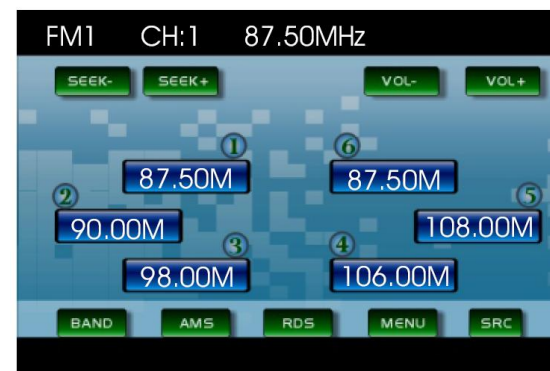 FM1 CH:1 87.50MHz
SEEK- SEEK+ VOL- VOL+
① ⑥
87.50M 87.50M
② ⑤
90.00M 108.00M
③ ④
98.00M 106.00M
BAND AMS RDS MENU SRC